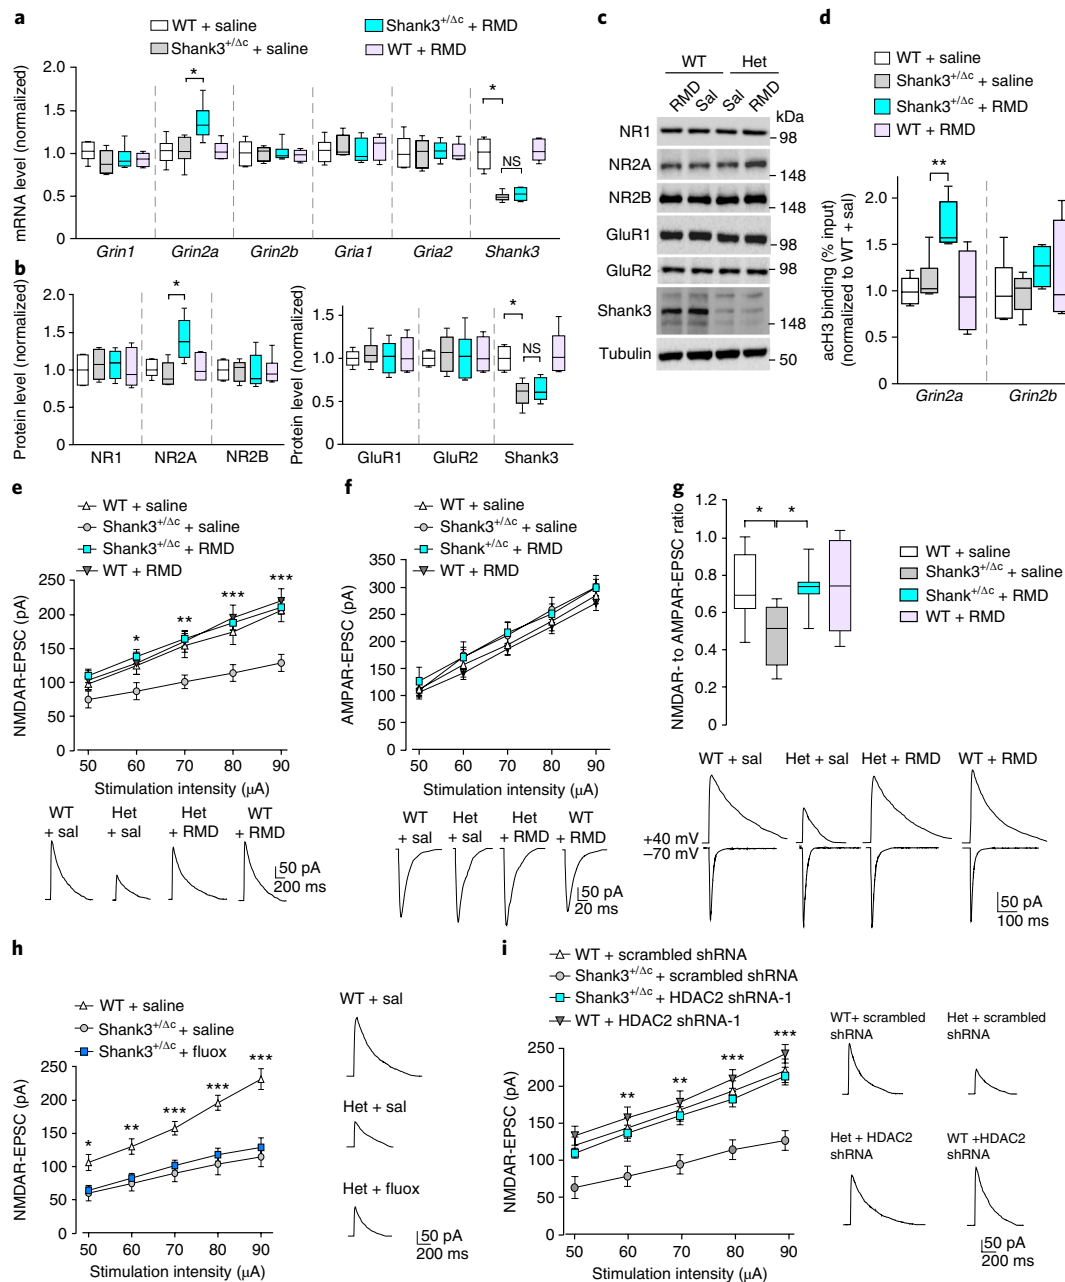 a
WT + saline
Shank3+/Δc + saline
Shank3+/Δc + RMD
WT + RMD
mRNA level (normalized)
2.0
1.5
1.0
0.5
0
*
*
NS
Grin1
Grin2a
Grin2b
Gria1
Gria2
Shank3
b
Protein level (normalized)
2.0
1.5
1.0
0.5
0
*
NR1
NR2A
NR2B
Protein level (normalized)
2.0
1.5
1.0
0.5
0
*
NS
GluR1
GluR2
Shank3
c
WT
Het
RMD
Sal
Sal
RMD
kDa
NR1
98
NR2A
148
NR2B
148
GluR1
98
GluR2
98
Shank3
148
Tubulin
50
d
WT + saline
Shank3+/Δc + saline
Shank3+/Δc + RMD
WT + RMD
acH3 binding (% input)
(normalized to WT + sal)
2.0
1.5
1.0
0.5
0
**
Grin2a
Grin2b
e
WT + saline
Shank3+/Δc + saline
Shank3+/Δc + RMD
WT + RMD
NMDAR-EPSC (pA)
250
200
150
100
50
0
*
**
***
***
50 60 70 80 90
Stimulation intensity (μA)
WT + sal
Het + sal
Het + RMD
WT + RMD
50 pA
200 ms
f
WT + saline
Shank3+/Δc + saline
Shank+/Δc + RMD
WT + RMD
AMPAR-EPSC (pA)
350
300
250
200
150
100
50
0
50 60 70 80 90
Stimulation intensity (μA)
WT + sal
Het + sal
Het + RMD
WT + RMD
50 pA
20 ms
g
NMDAR- to AMPAR-EPSC ratio
1.2
1.0
0.8
0.6
0.4
0.2
0
*
*
WT + saline
Shank3+/Δc + saline
Shank+/Δc + RMD
WT + RMD
WT + sal
Het + sal
Het + RMD
WT + RMD
+40 mV
−70 mV
50 pA
100 ms
h
WT + saline
Shank3+/Δc + saline
Shank3+/Δc + fluox
NMDAR-EPSC (pA)
250
200
150
100
50
0
*
**
***
***
***
50 60 70 80 90
Stimulation intensity (μA)
WT + sal
Het + sal
Het + fluox
50 pA
200 ms
i
WT + scrambled shRNA
Shank3+/Δc + scrambled shRNA
Shank3+/Δc + HDAC2 shRNA-1
WT + HDAC2 shRNA-1
NMDAR-EPSC (pA)
250
200
150
100
50
0
**
**
***
***
50 60 70 80 90
Stimulation intensity (μA)
WT+ scrambled
shRNA
Het + scrambled
shRNA
Het + HDAC2
shRNA
WT +HDAC2
shRNA
50 pA
200 ms